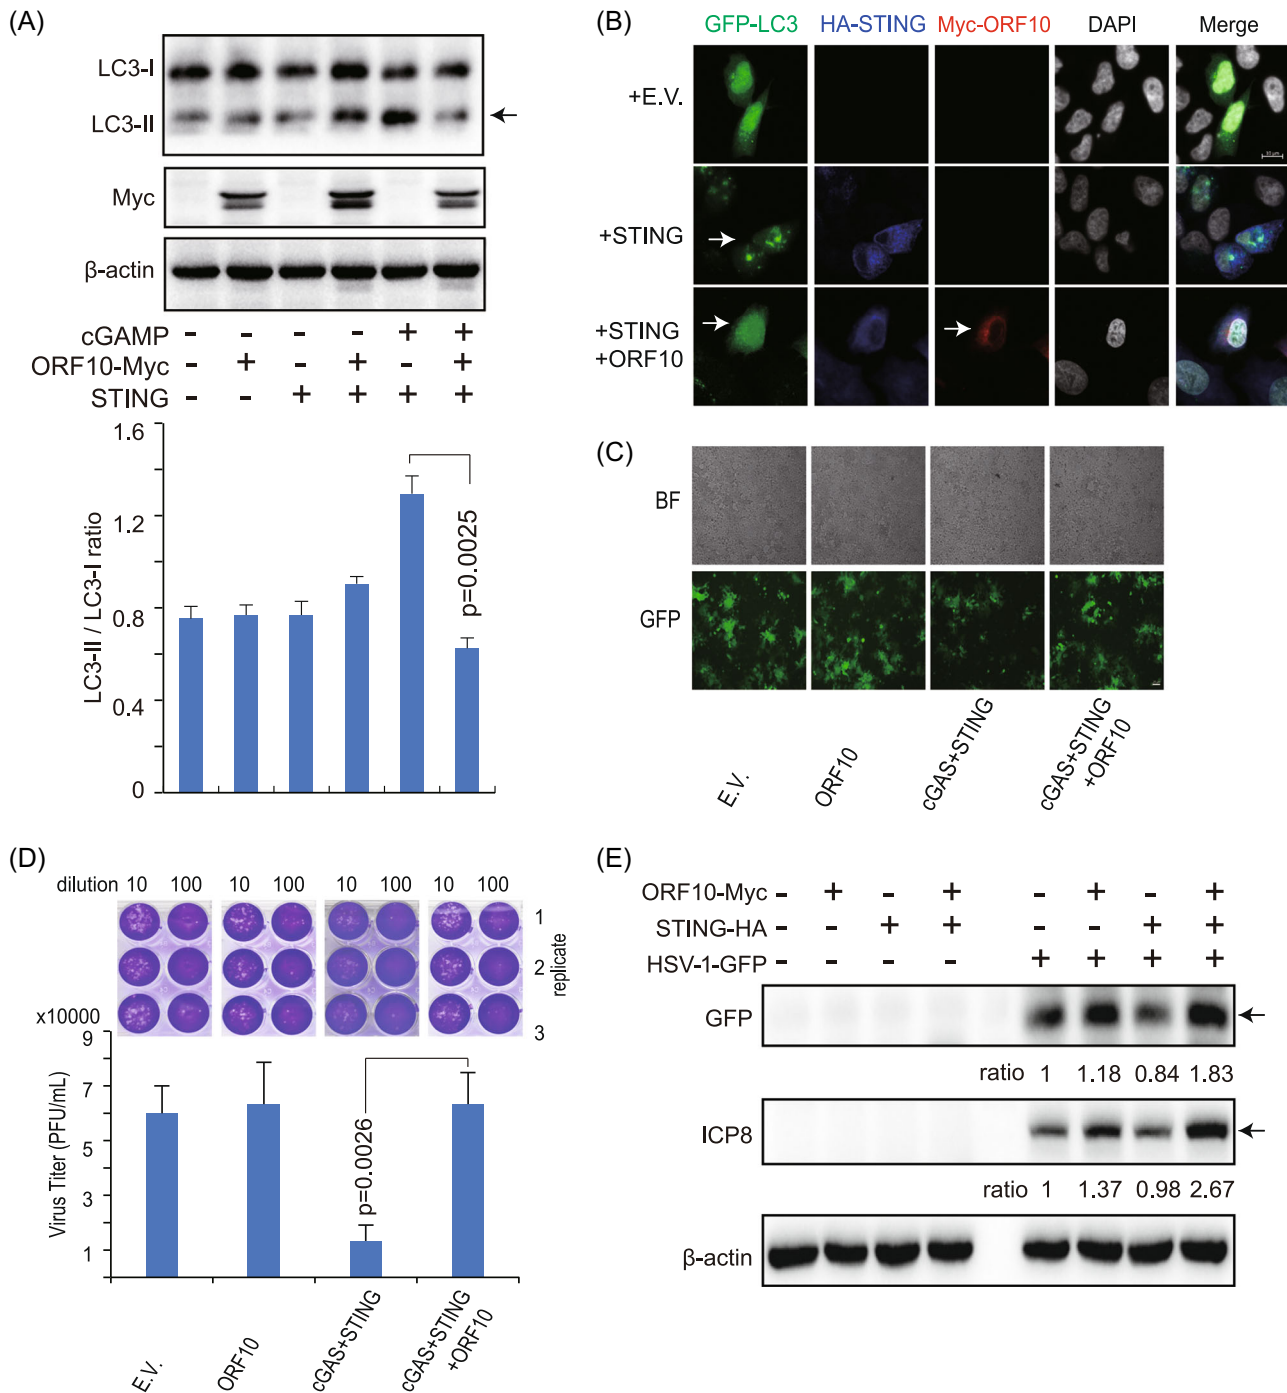 (A)
LC3-I
LC3-II
Myc
β-actin
cGAMP - - - - + +
ORF10-Myc - + - + - +
STING - - + + + +
LC3-II / LC3-I ratio
1.6
1.2
0.8
0.4
0
p=0.0025
(B)
GFP-LC3 HA-STING Myc-ORF10 DAPI Merge
+E.V.
+STING
+STING
+ORF10
(C)
BF
GFP
E.V.
ORF10
cGAS+STING
cGAS+STING
+ORF10
(D)
dilution 10 100 10 100 10 100 10 100
1
2
3
replicate
x10000
Virus Titer (PFU/mL)
9
7
5
3
1
p=0.0026
E.V.
ORF10
cGAS+STING
cGAS+STING
+ORF10
(E)
ORF10-Myc - + - + - + - +
STING-HA - - + + - - + +
HSV-1-GFP - - - - + + + +
GFP
ratio 1 1.18 0.84 1.83
ICP8
ratio 1 1.37 0.98 2.67
β-actin